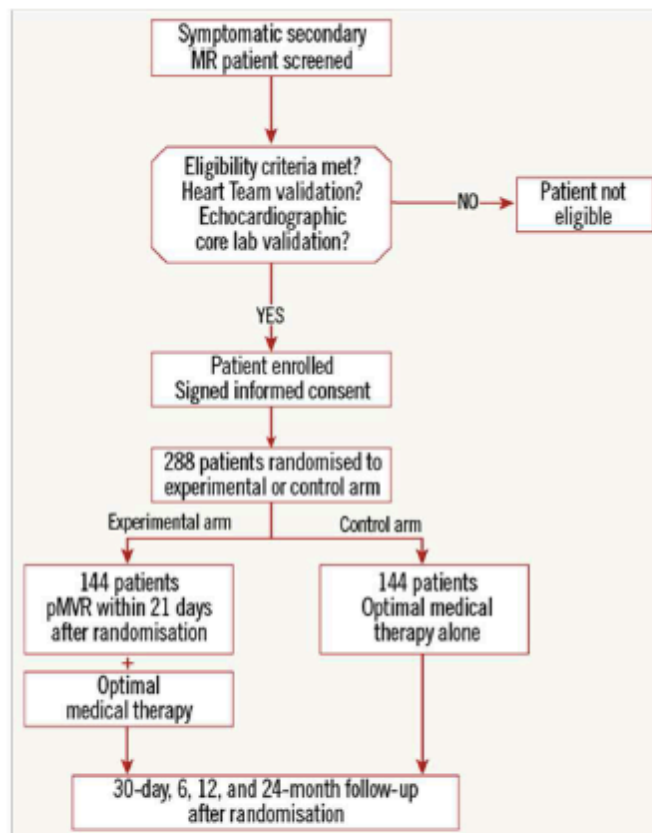 Symptomatic secondary
MR patient screened
Eligibility criteria met?
Heart Team validation?
Echocardiographic
core lab validation?
NO
Patient not
eligible
YES
Patient enrolled
Signed informed consent
288 patients randomised to
experimental or control arm
Experimental arm
Control arm
144 patients
pMVR within 21 days
after randomisation
+
Optimal
medical therapy
144 patients
Optimal medical
therapy alone
30-day, 6, 12, and 24-month follow-up
after randomisation